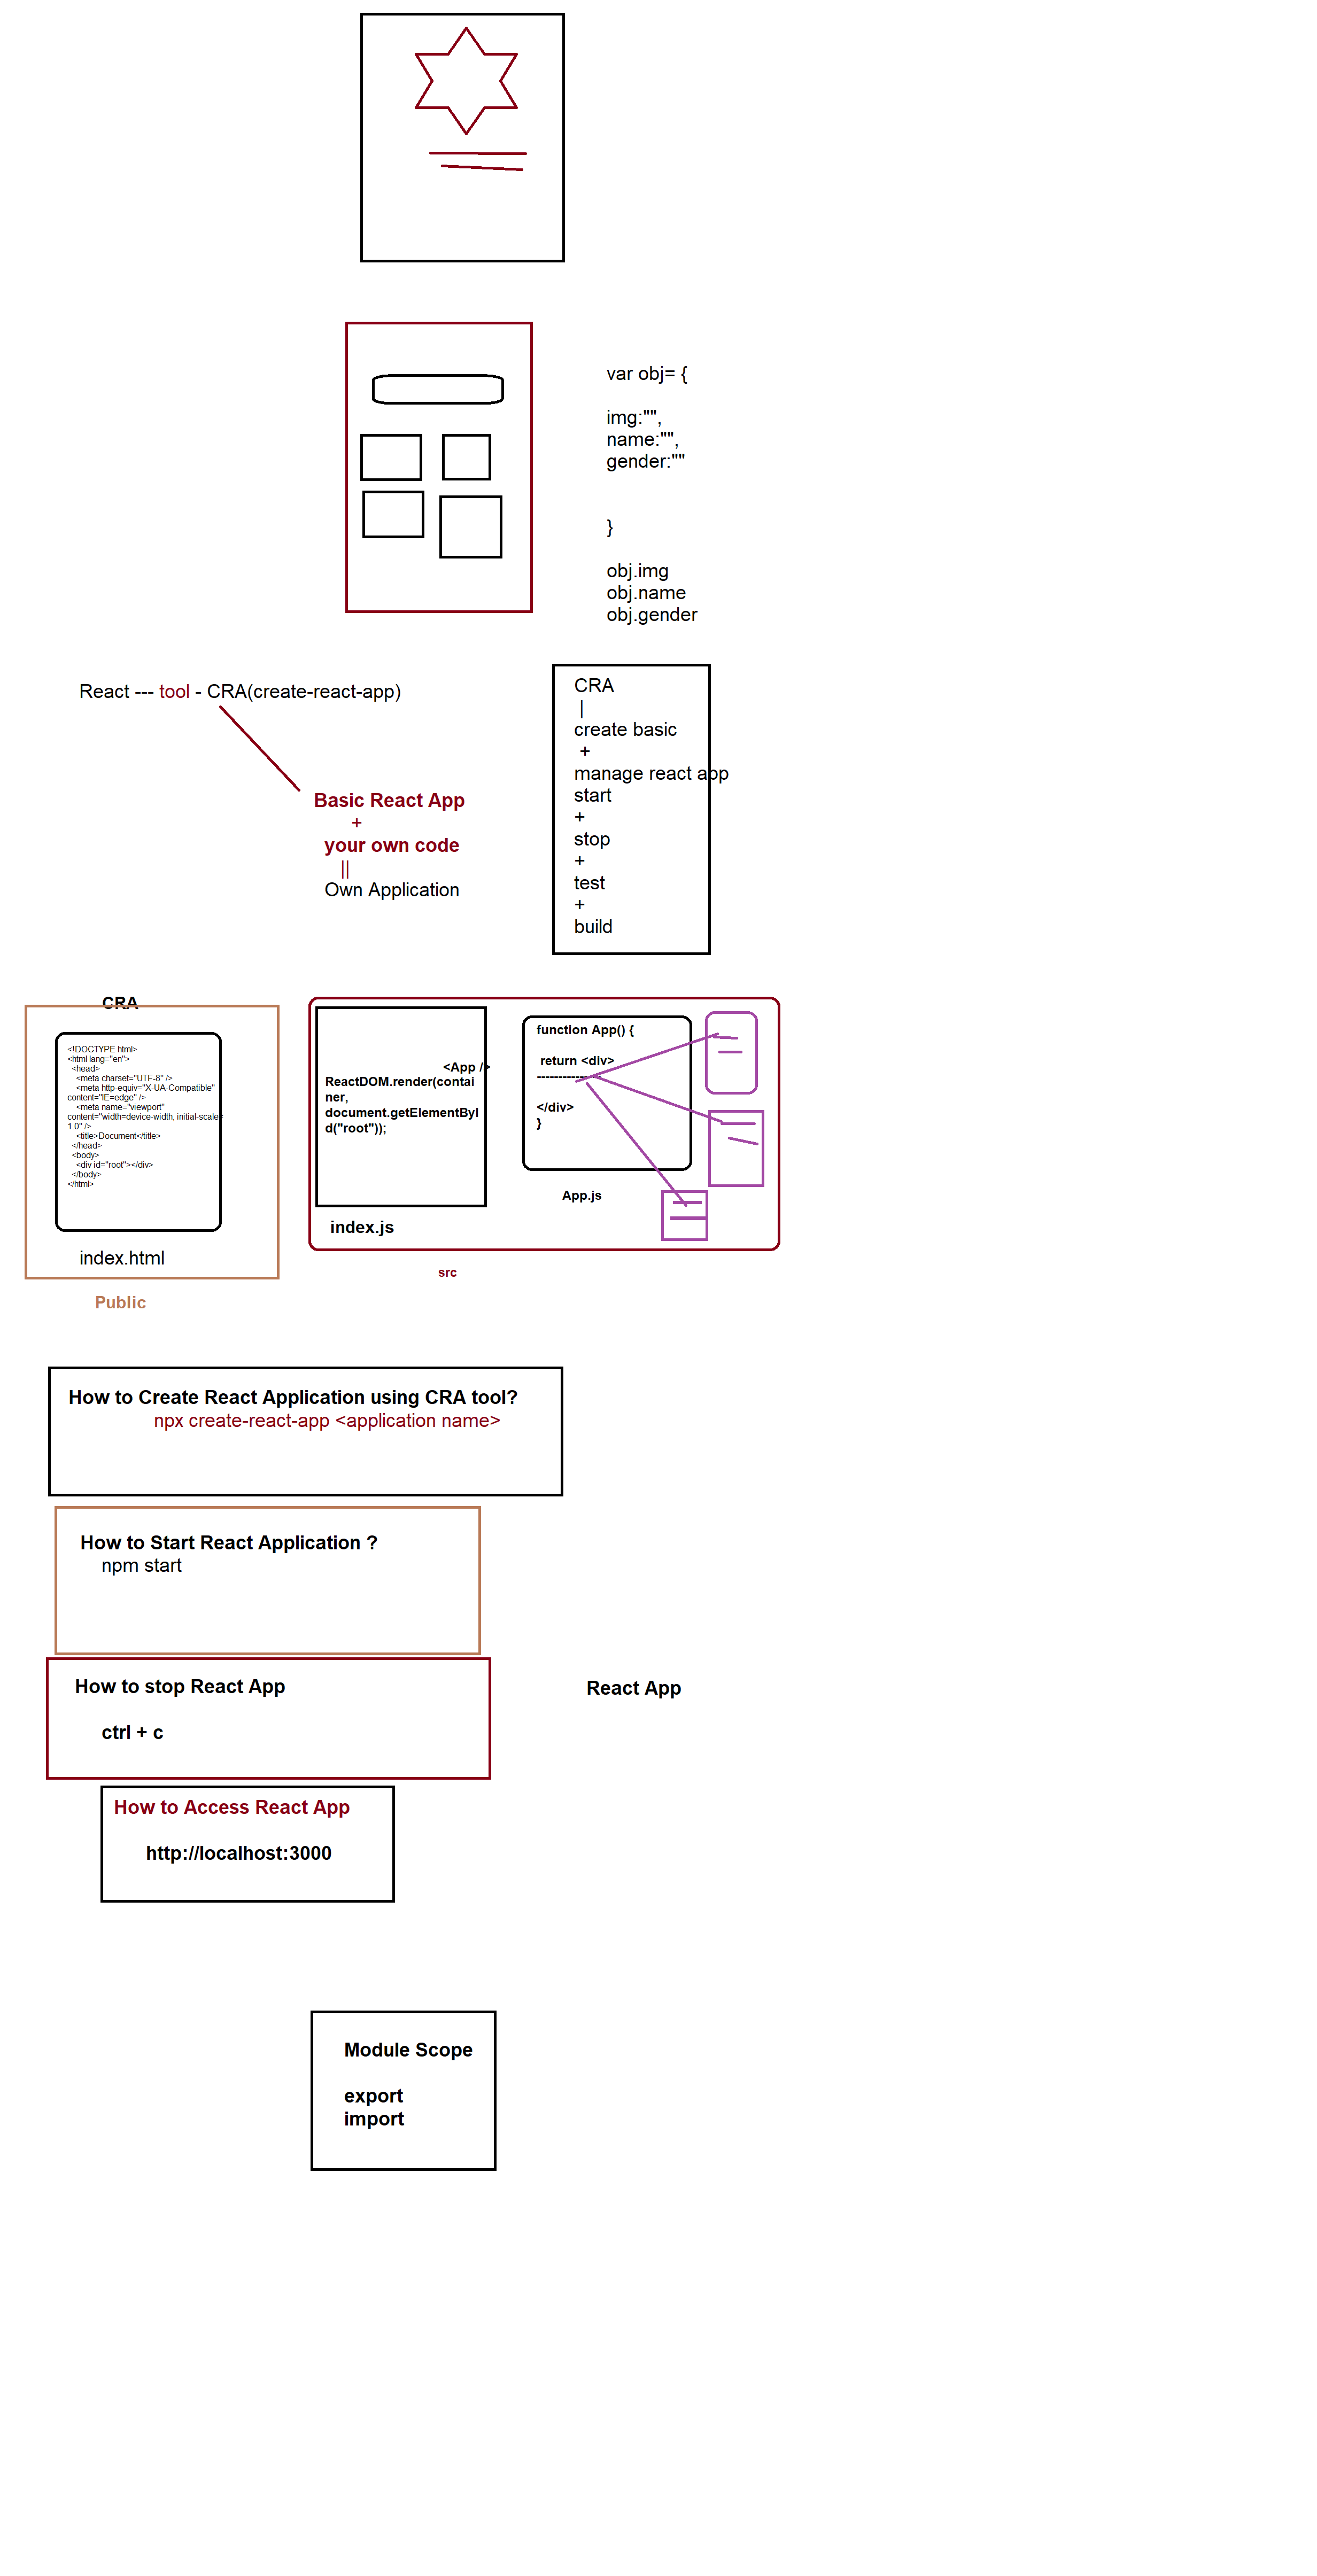 var obj= {
img:"",
name:"",
gender:""
}
obj.img
obj.name
obj.gender
React --- tool - CRA(create-react-app)
Basic React App
+
your own code
||
Own Application
CRA
|
create basic
+
manage react app
start
+
stop
+
test
+
build
CRA
<!DOCTYPE html>
<html lang="en">
<head>
<meta charset="UTF-8" />
<meta http-equiv="X-UA-Compatible"
content="IE=edge" />
<meta name="viewport"
content="width=device-width, initial-scale=
1.0" />
<title>Document</title>
</head>
<body>
<div id="root"></div>
</body>
</html>
index.html
Public
<App />
ReactDOM.render(contai
ner,
document.getElementByI
d("root"));
index.js
function App() {
return <div>
---------------
</div>
}
App.js
src
How to Create React Application using CRA tool?
npx create-react-app <application name>
How to Start React Application ?
npm start
How to stop React App
ctrl + c
React App
How to Access React App
http://localhost:3000
Module Scope
export
import